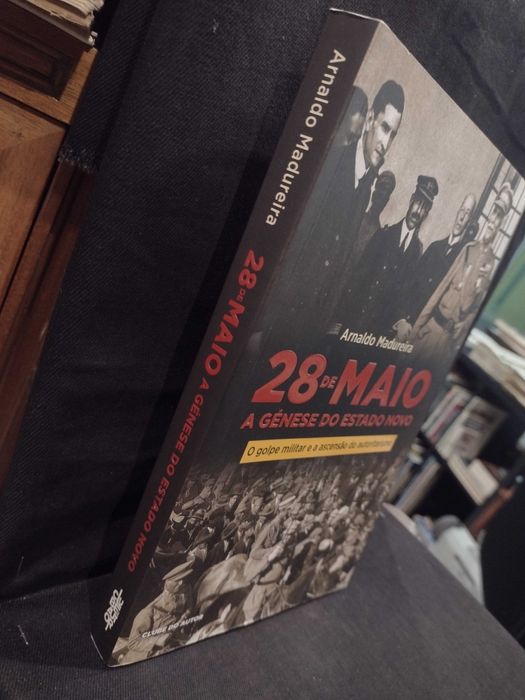 Arnaldo Madureira
28 DE MAIO A GÉNESE DO ESTADO NOVO
Arnaldo Madureira
28 DE MAIO
A GÉNESE DO ESTADO NOVO
O golpe militar e a ascensão do autoritarismo
CLUBE DO AUTOR